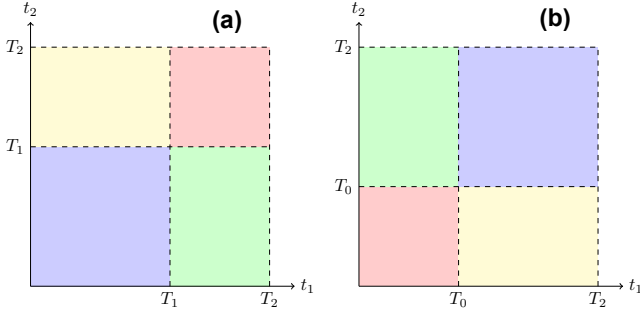 t₂ (a)
T₂
T₁
T₁ T₂ t₁
t₂ (b)
T₂
T₀
T₀ T₂ t₁